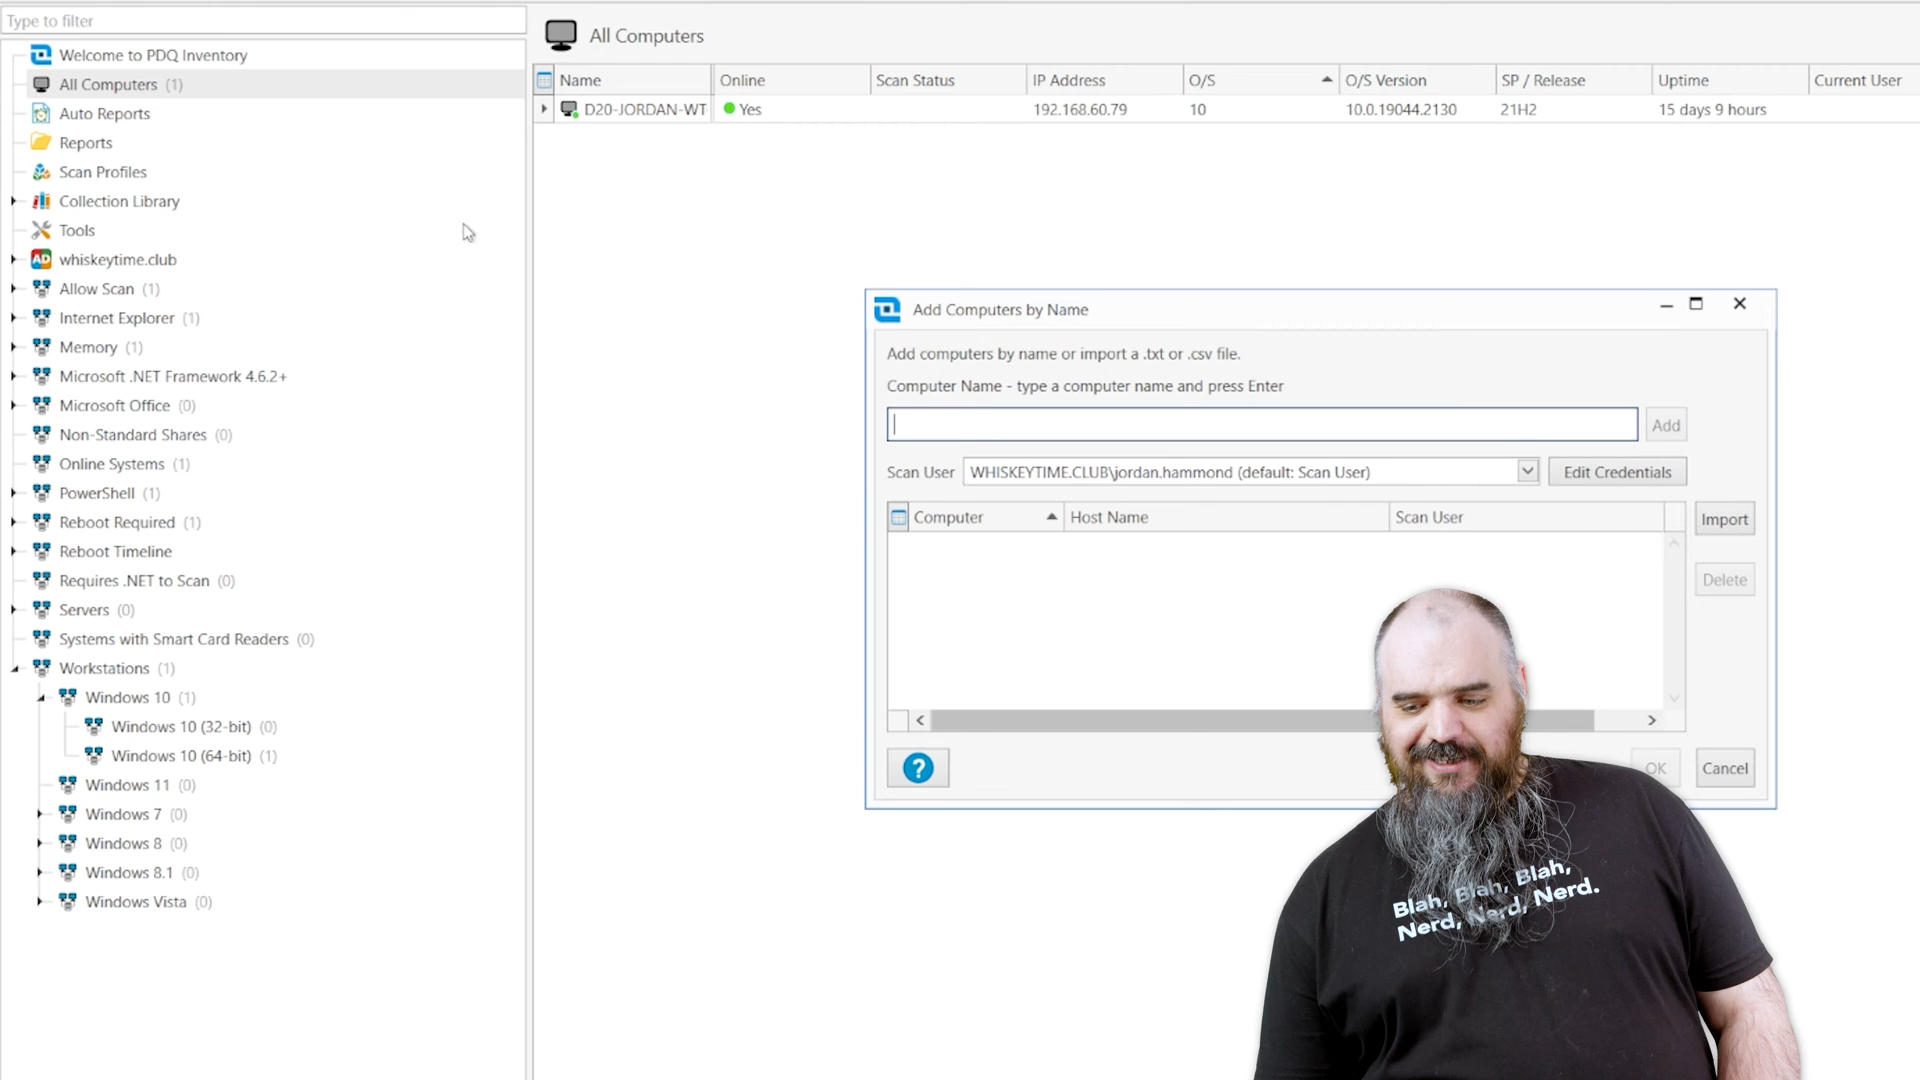 Type to filter
Welcome to PDQ Inventory
All Computers (1)
Auto Reports
Reports
Scan Profiles
Collection Library
Tools
AD whiskeytime.club
Allow Scan (1)
Internet Explorer (1)
Memory (1)
Microsoft .NET Framework 4.6.2+
Microsoft Office (0)
Non-Standard Shares (0)
Online Systems (1)
PowerShell (1)
Reboot Required (1)
Reboot Timeline
Requires .NET to Scan (0)
Servers (0)
Systems with Smart Card Readers (0)
Workstations (1)
Windows 10 (1)
Windows 10 (32-bit) (0)
Windows 10 (64-bit) (1)
Windows 11 (0)
Windows 7 (0)
Windows 8 (0)
Windows 8.1 (0)
Windows Vista (0)
All Computers
Name Online Scan Status IP Address O/S O/S Version SP / Release Uptime Current User
D20-JORDAN-WT Yes 192.168.60.79 10 10.0.19044.2130 21H2 15 days 9 hours
Add Computers by Name
Add computers by name or import a .txt or .csv file.
Computer Name - type a computer name and press Enter
Add
Scan User WHISKEYTIME.CLUB\jordan.hammond (default: Scan User) Edit Credentials
Computer Host Name Scan User Import
Delete
? OK Cancel
Blah, Blah, Blah,
Nerd, Nerd, Nerd.